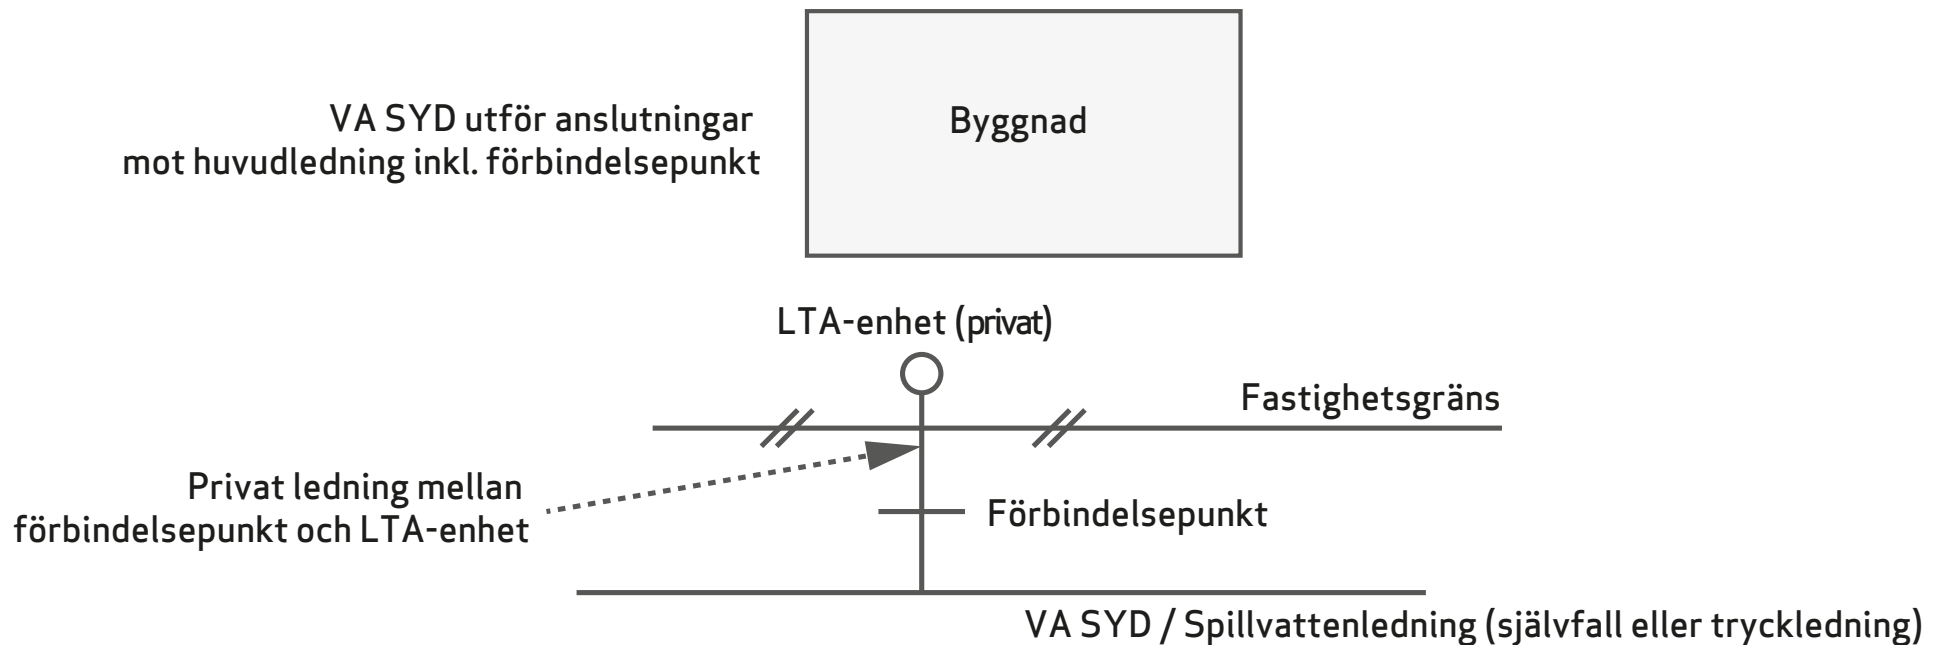 VA SYD utför anslutningar
mot huvudledning inkl. förbindelsepunkt
Byggnad
LTA-enhet (privat)
Fastighetsgräns
Privat ledning mellan
förbindelsepunkt och LTA-enhet
Förbindelsepunkt
VA SYD / Spillvattenledning (självfall eller tryckledning)